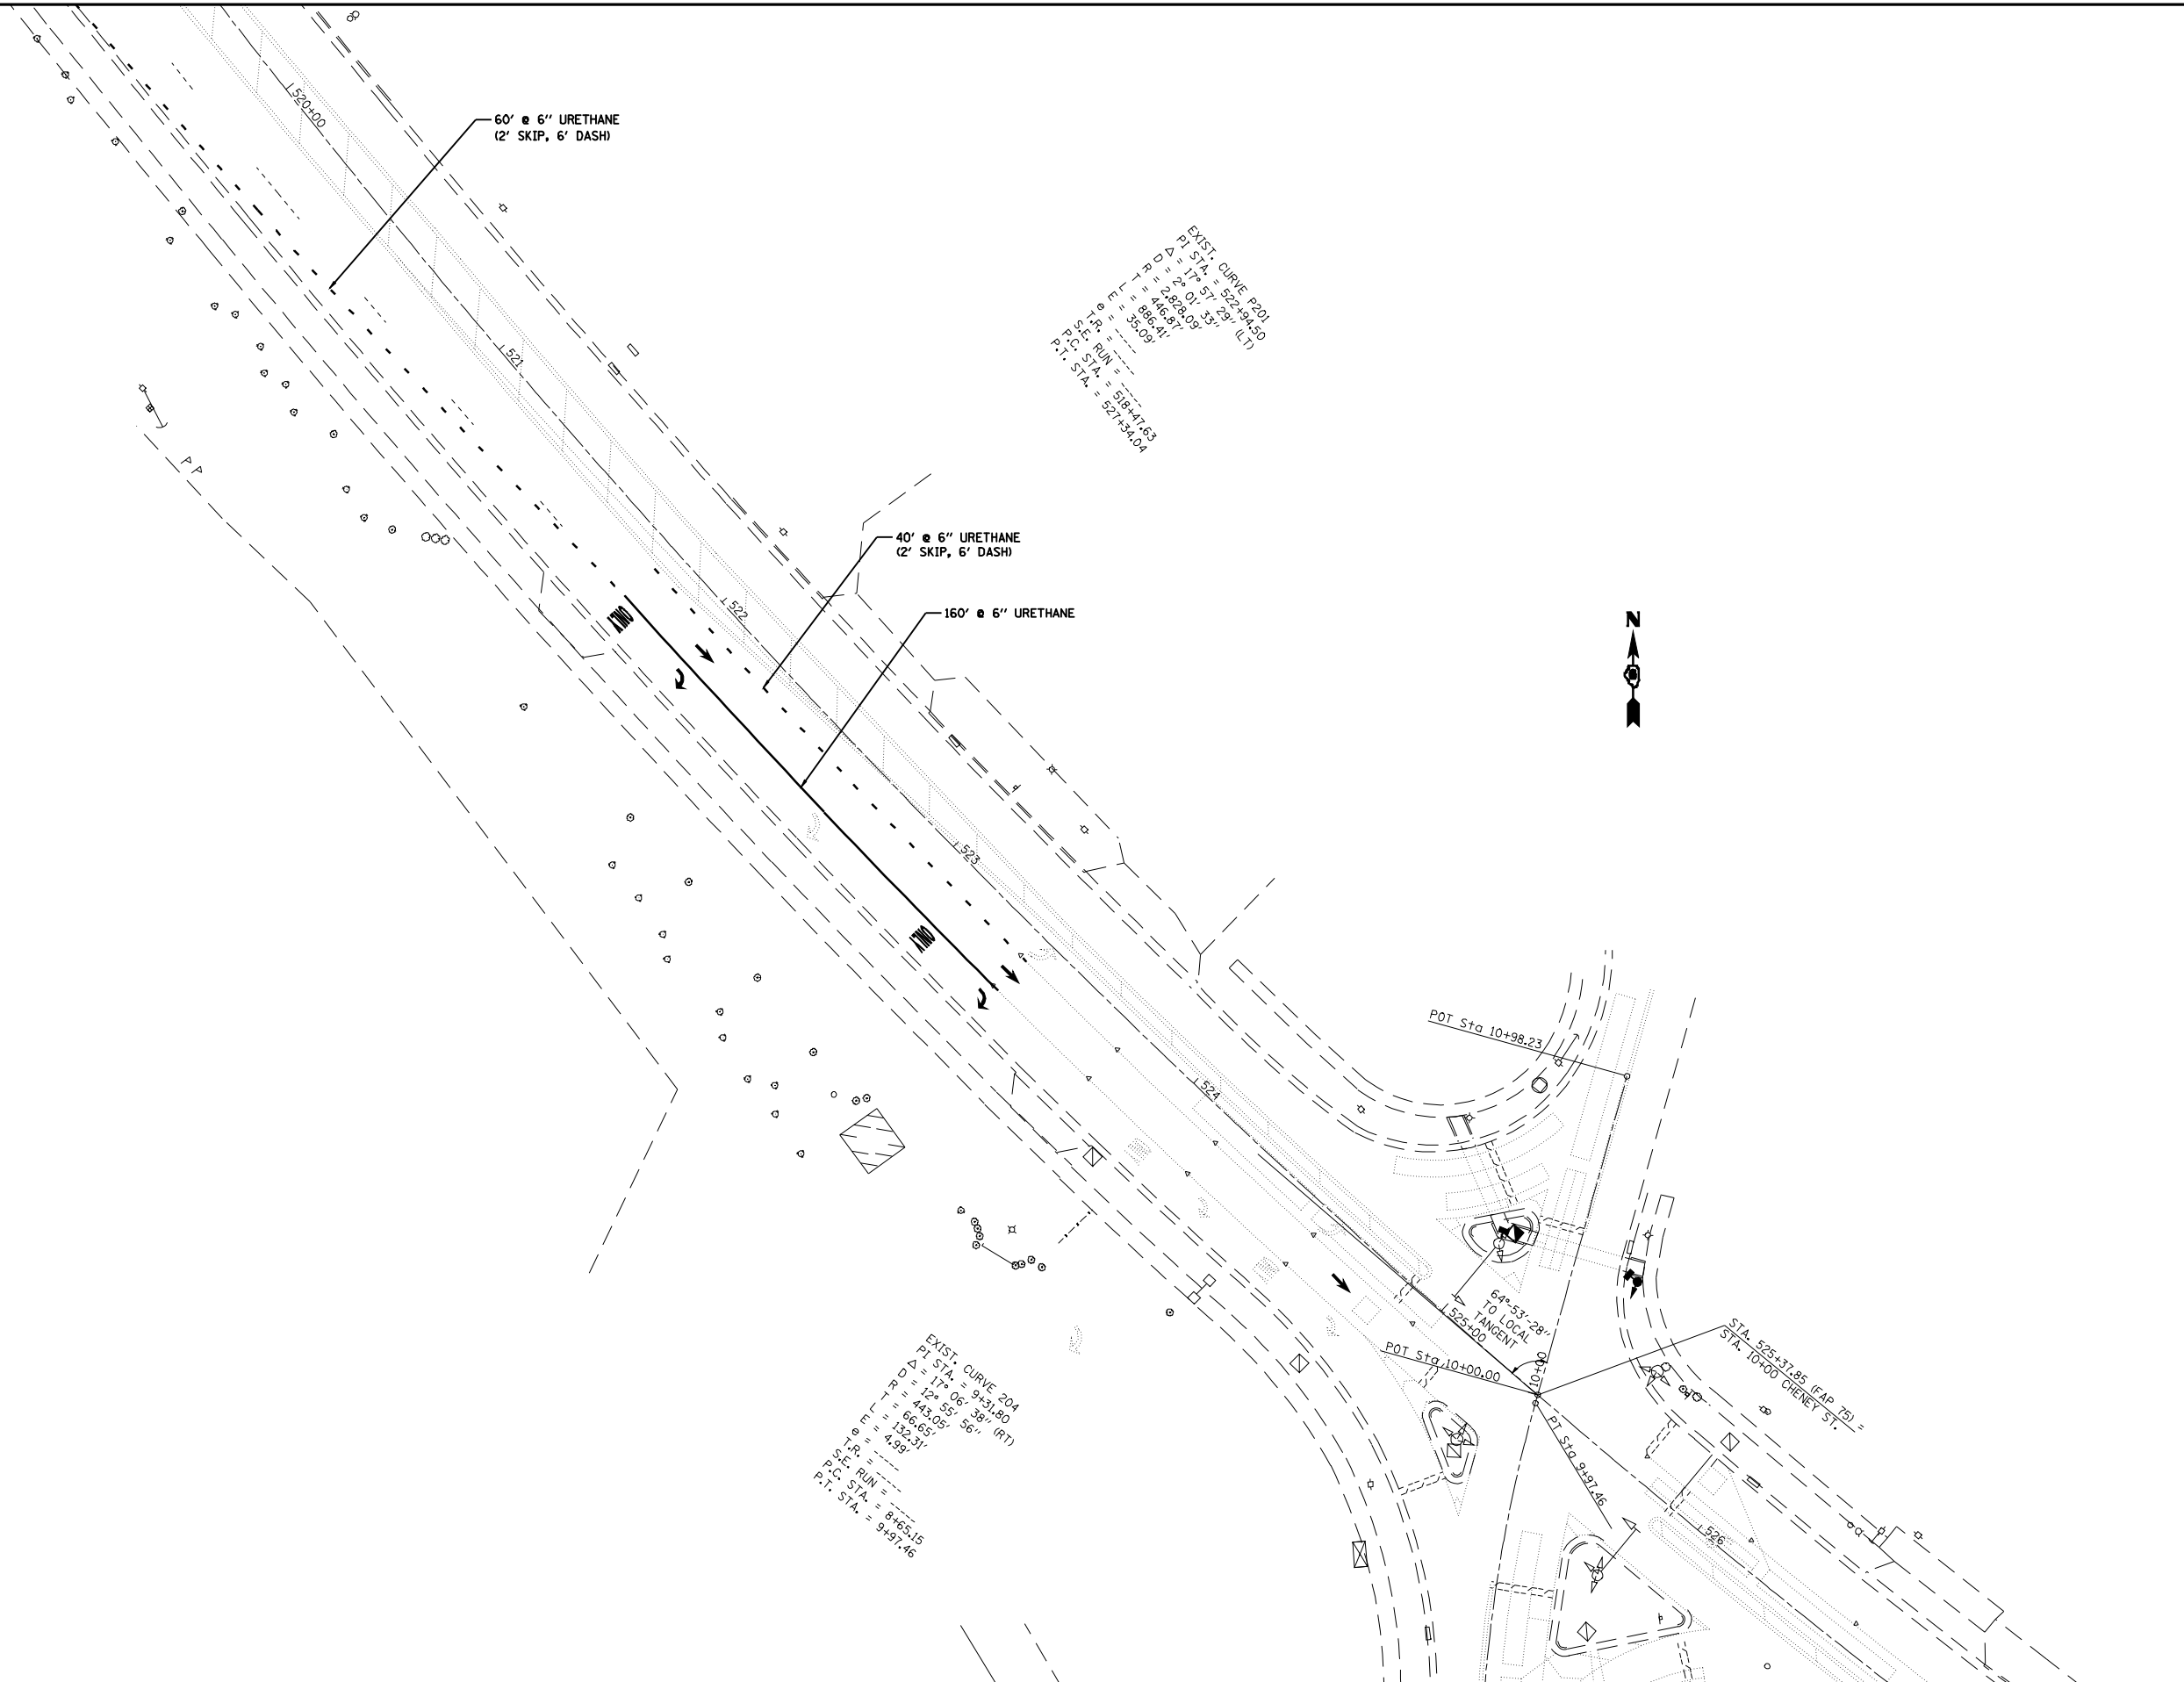 520+00
60' @ 6'' URETHANE
(2' SKIP, 6' DASH)
EXIST. CURVE P201
PI STA. = 522+94.50
Δ = 17° 57' 29'' (LT)
D = 2° 01' 33''
R = 2,828.09'
T = 446.87'
L = 886.41'
E = 35.09'
e = -----
T.R. = -----
S.E. RUN = -----
P.C. STA. = 518+47.63
P.T. STA. = 527+34.04
521
40' @ 6'' URETHANE
(2' SKIP, 6' DASH)
522
160' @ 6'' URETHANE
ONLY
N
523
ONLY
POT Sta 10+98.23
524
64°-53'-28''
TO LOCAL
TANGENT
525+00
POT Sta 10+00.00
10+00
STA. 525+37.85 (FAP 75) =
STA. 10+00 CHENEY ST.
EXIST. CURVE 204
PI STA. = 9+31.80
Δ = 17° 06' 38'' (RT)
D = 12° 55' 56''
R = 443.05'
T = 66.65'
L = 132.31'
E = 4.99'
e = -----
T.R. = -----
S.E. RUN = -----
P.C. STA. = 8+65.15
P.T. STA. = 9+97.46
PT Sta 9+97.46
526